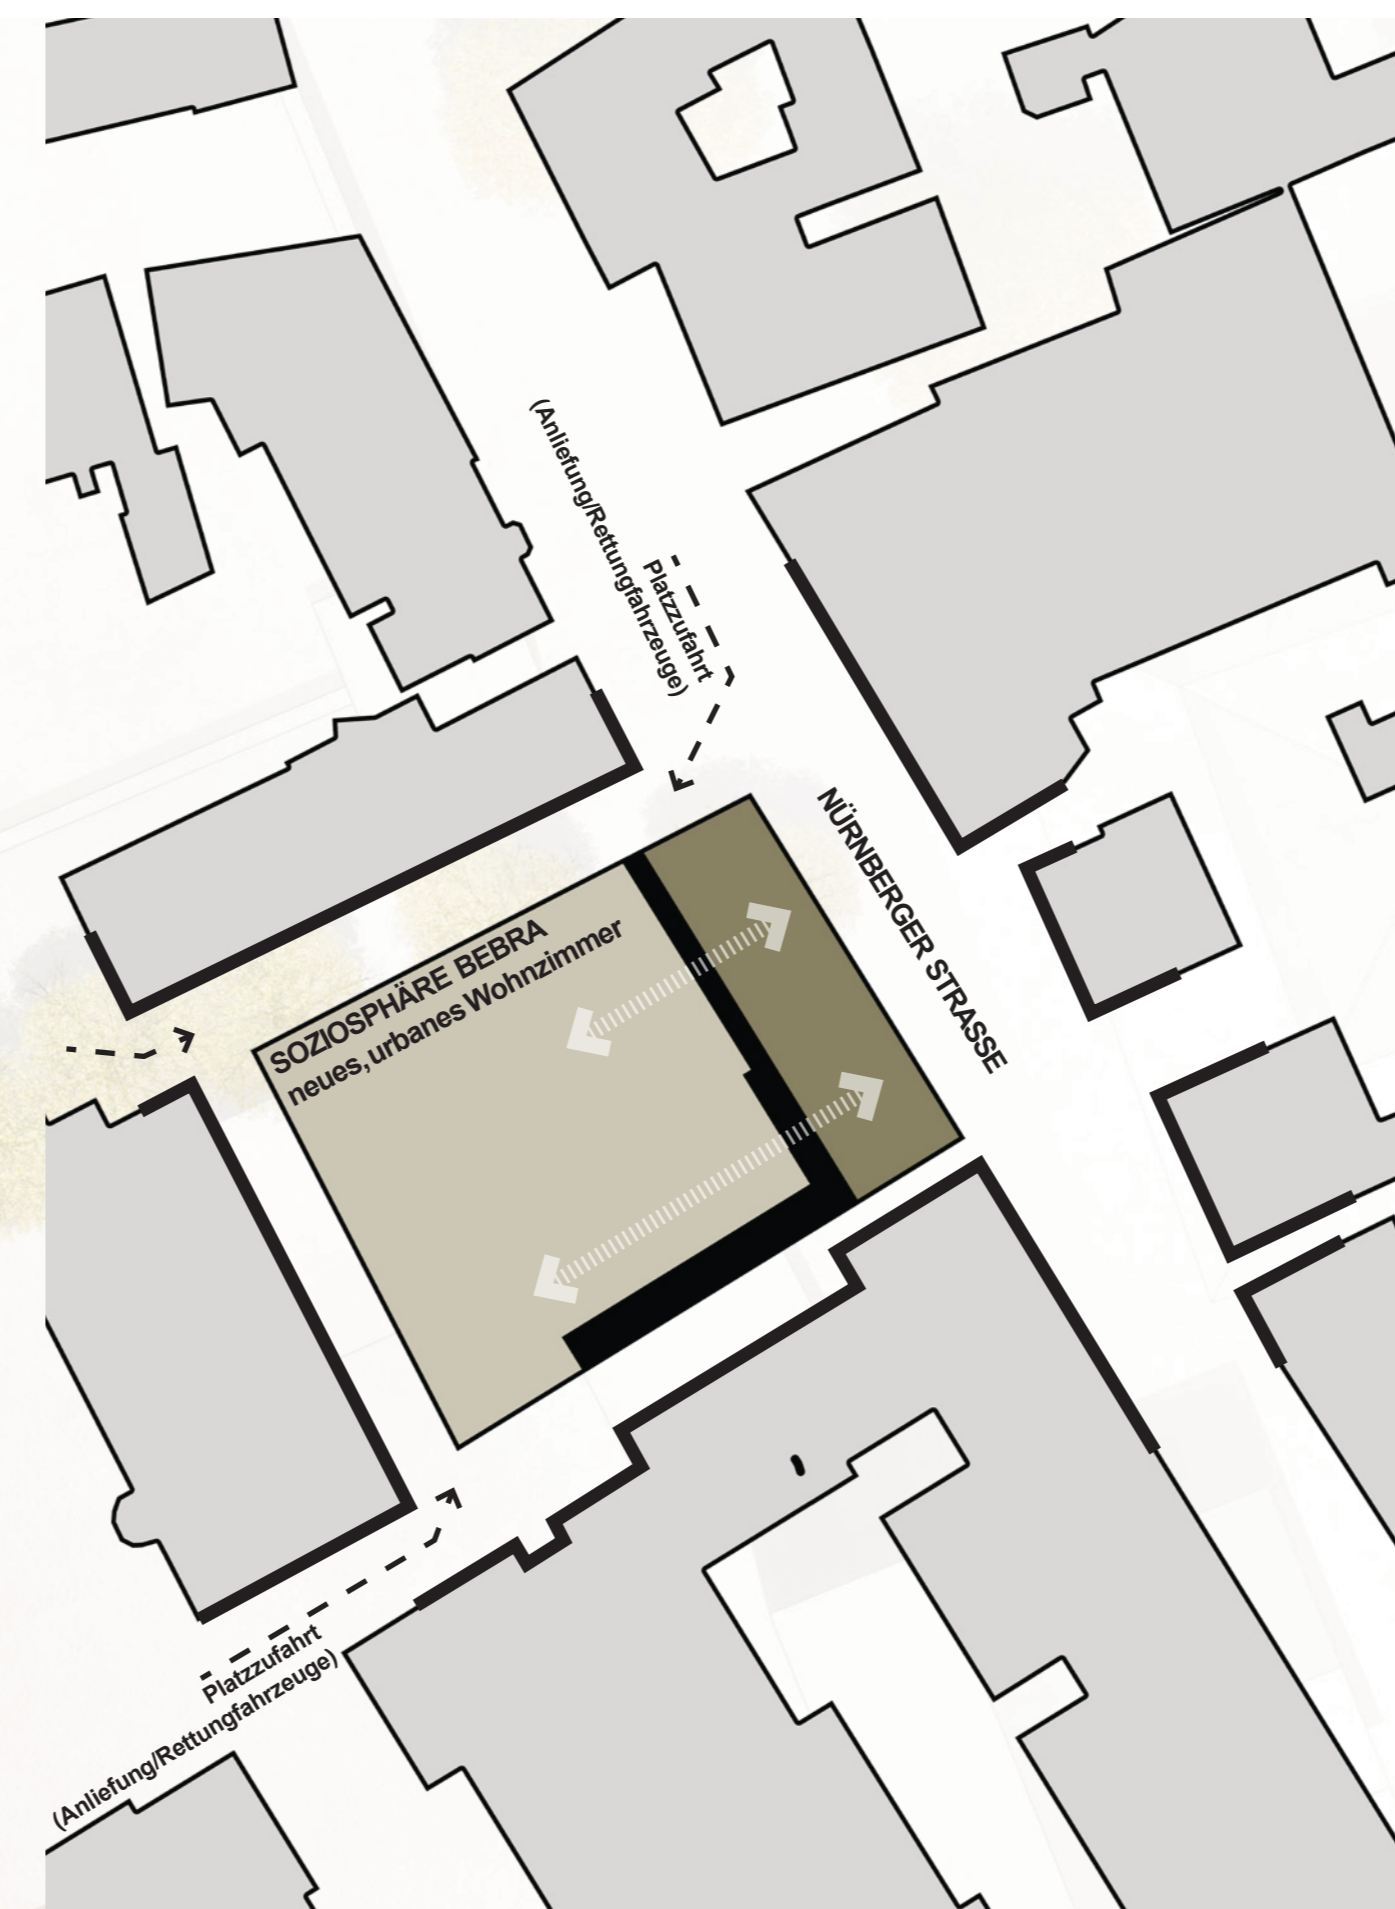 (Anliefung/Rettungfahrzeuge)
Platzzufahrt
NÜRNBERGER STRASSE
SOZIOSPHÄRE BEBRA
neues, urbanes Wohnzimmer
Platzzufahrt
(Anliefung/Rettungfahrzeuge)